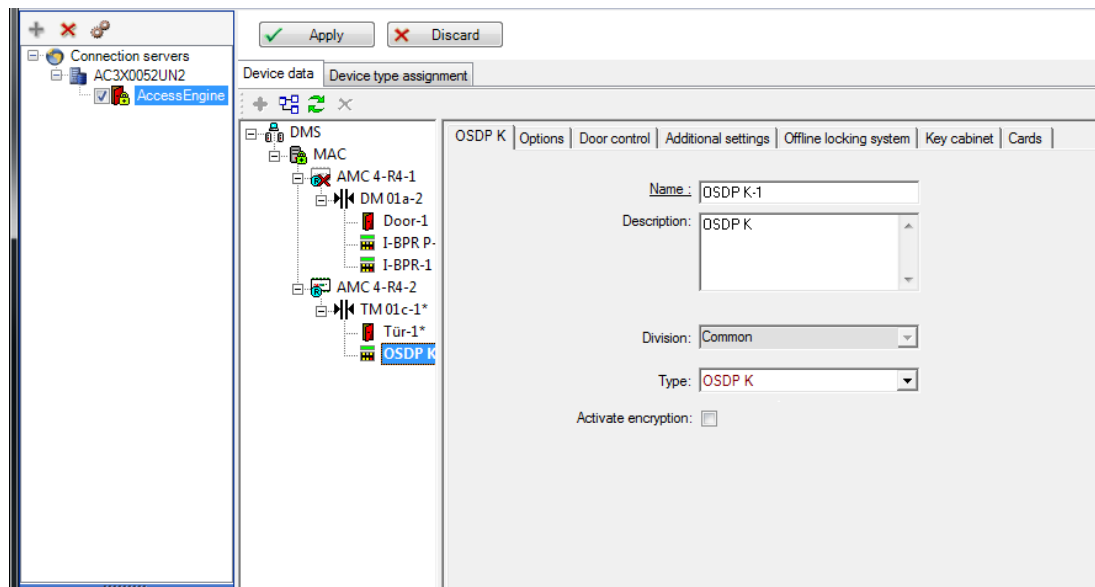 Apply Discard
Connection servers
AC3X0052UN2
AccessEngine
Device data Device type assignment
DMS
MAC
AMC 4-R4-1
DM 01a-2
Door-1
I-BPR P-
I-BPR-1
AMC 4-R4-2
TM 01c-1*
Tür-1*
OSDP K
OSDP K Options Door control Additional settings Offline locking system Key cabinet Cards
Name : OSDP K-1
Description: OSDP K
Division: Common
Type: OSDP K
Activate encryption: